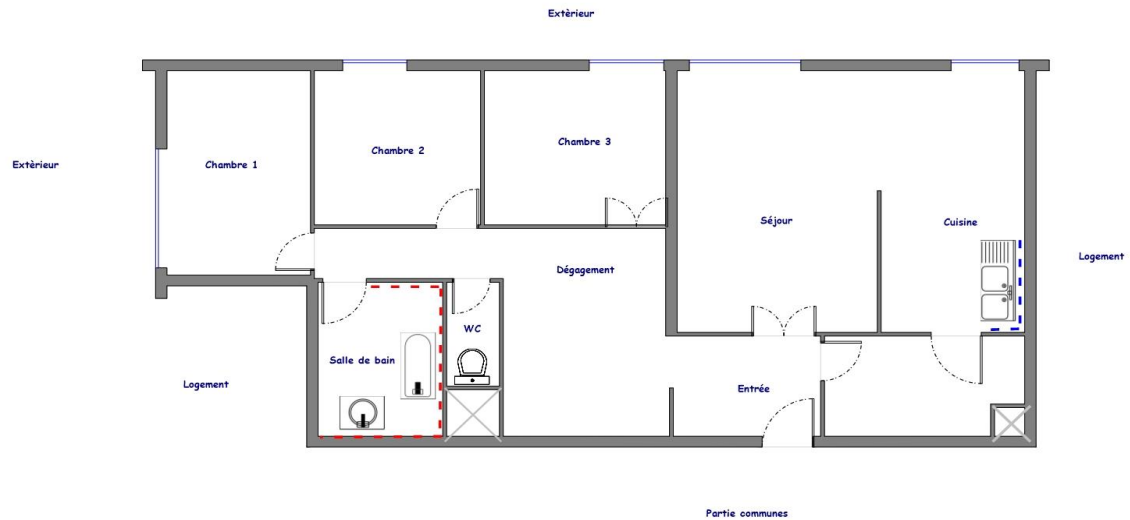 Extèrieur
Chambre 3
Chambre 2
Chambre 1
Extèrieur
Séjour
Cuisine
Logement
Dégagement
WC
Salle de bain
Logement
Entrée
Partie communes